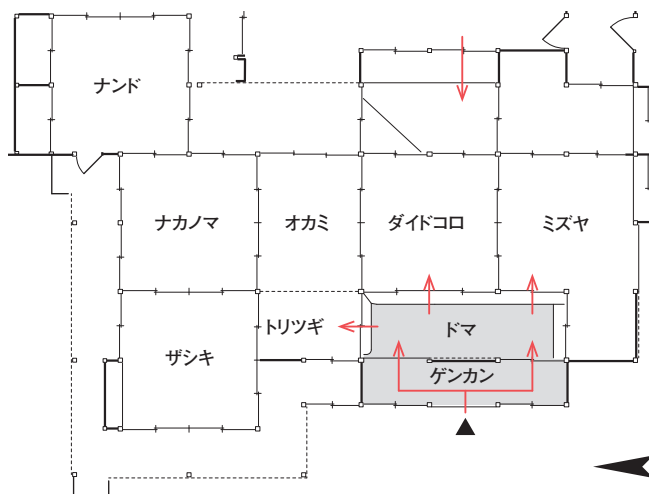 ナンド
ナカノマ
オカミ
ダイドコロ
ミズヤ
トリツギ
ドマ
ザシキ
ゲンカン